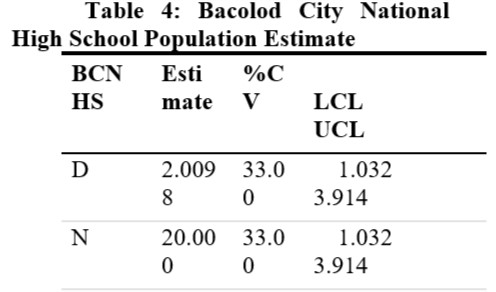 Table 4: Bacolod City National
High School Population Estimate
BCN Esti %C
HS mate V LCL
UCL
D 2.009 33.0 1.032
8 0 3.914
N 20.00 33.0 1.032
0 0 3.914